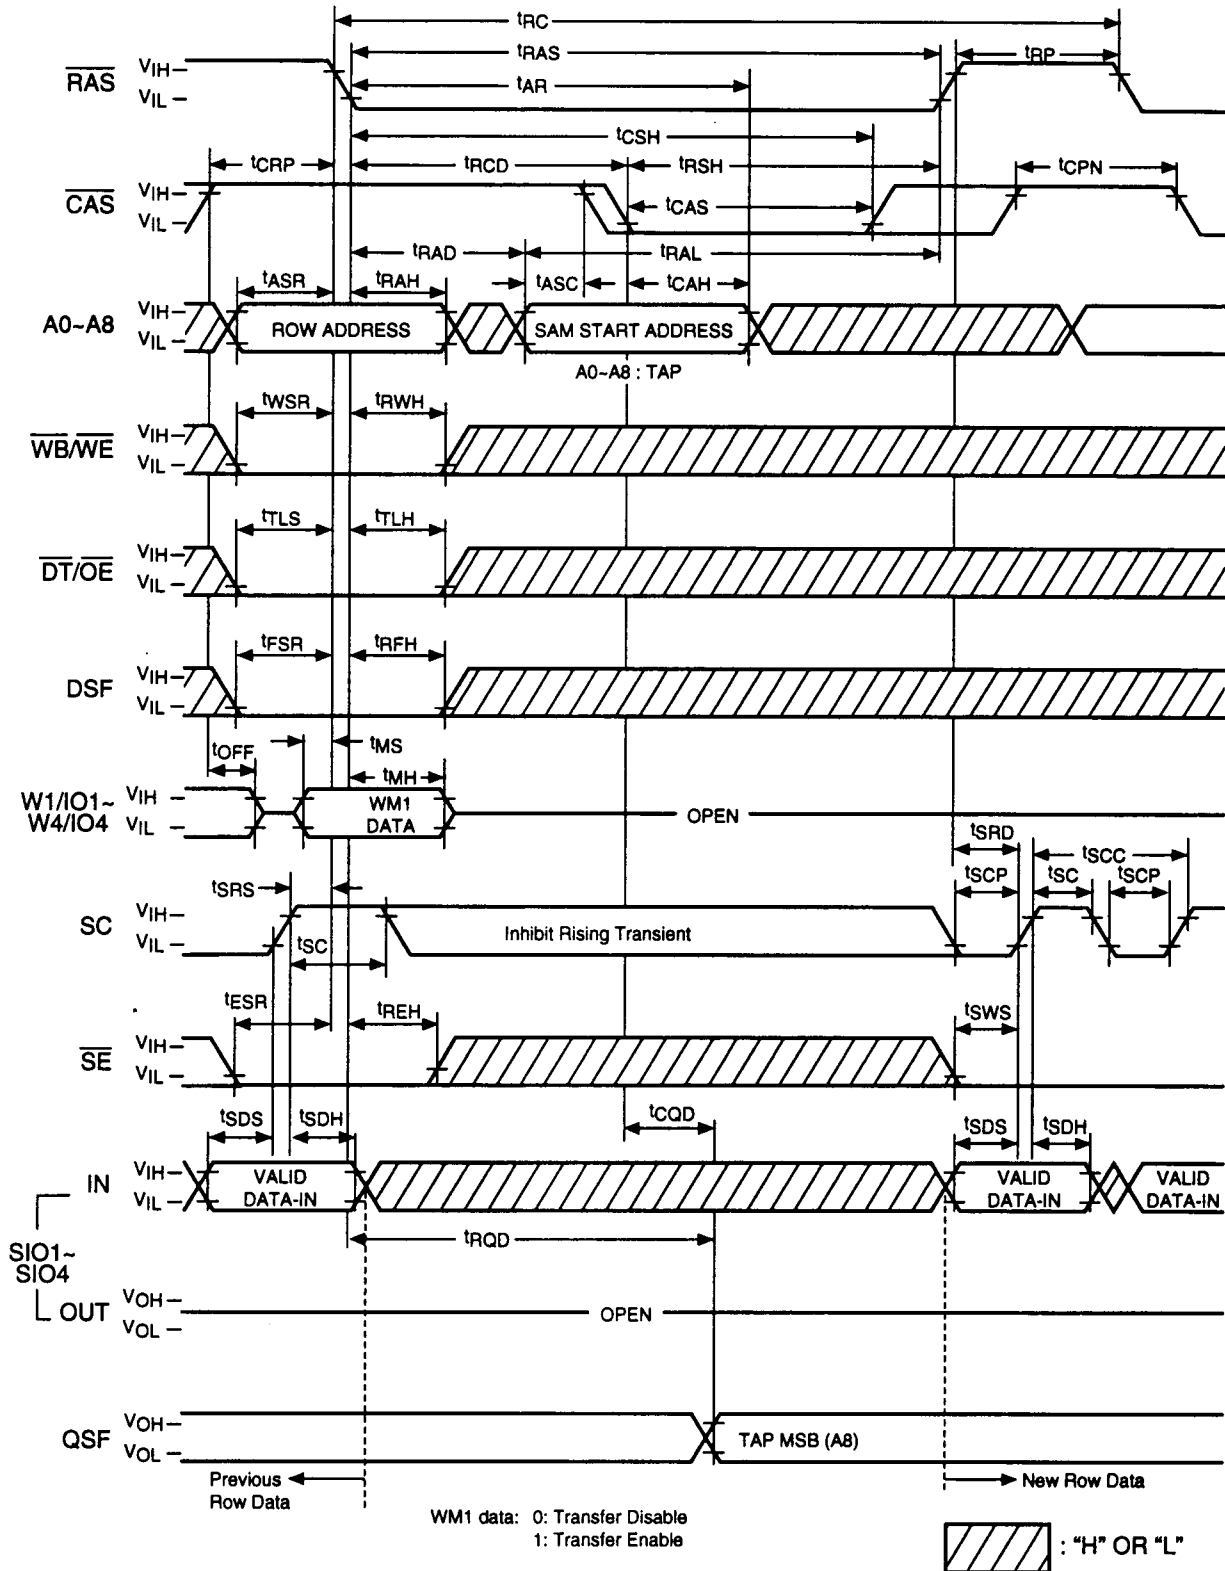 tRC
tRAS
tRP
RAS VIH
VIL
tAR
tCSH
tCRP tRCD tRSH tCPN
CAS VIH
VIL
tCAS
tRAD tRAL
tASR tRAH tASC tCAH
A0~A8 VIH
VIL
ROW ADDRESS SAM START ADDRESS
A0~A8 : TAP
tWSR tRWH
WB/WE VIH
VIL
tTLS tTLH
DT/OE VIH
VIL
tFSR tRFH
DSF VIH
VIL
tOFF tMS
tMH
W1/IO1~
W4/IO4
VIH
VIL
WM1
DATA
OPEN
tSRD tSCC
tSRS tSCP tSC tSCP
SC VIH
VIL
tSC
Inhibit Rising Transient
tESR tREH tSWS
SE VIH
VIL
tSDS tSDH tCQD tSDS tSDH
IN VIH
VIL
VALID
DATA-IN
VALID
DATA-IN
VALID
DATA-IN
tRQD
SIO1~
SIO4
OUT VOH
VOL
OPEN
QSF VOH
VOL
TAP MSB (A8)
Previous
Row Data
New Row Data
WM1 data: 0: Transfer Disable
1: Transfer Enable
: "H" OR "L"